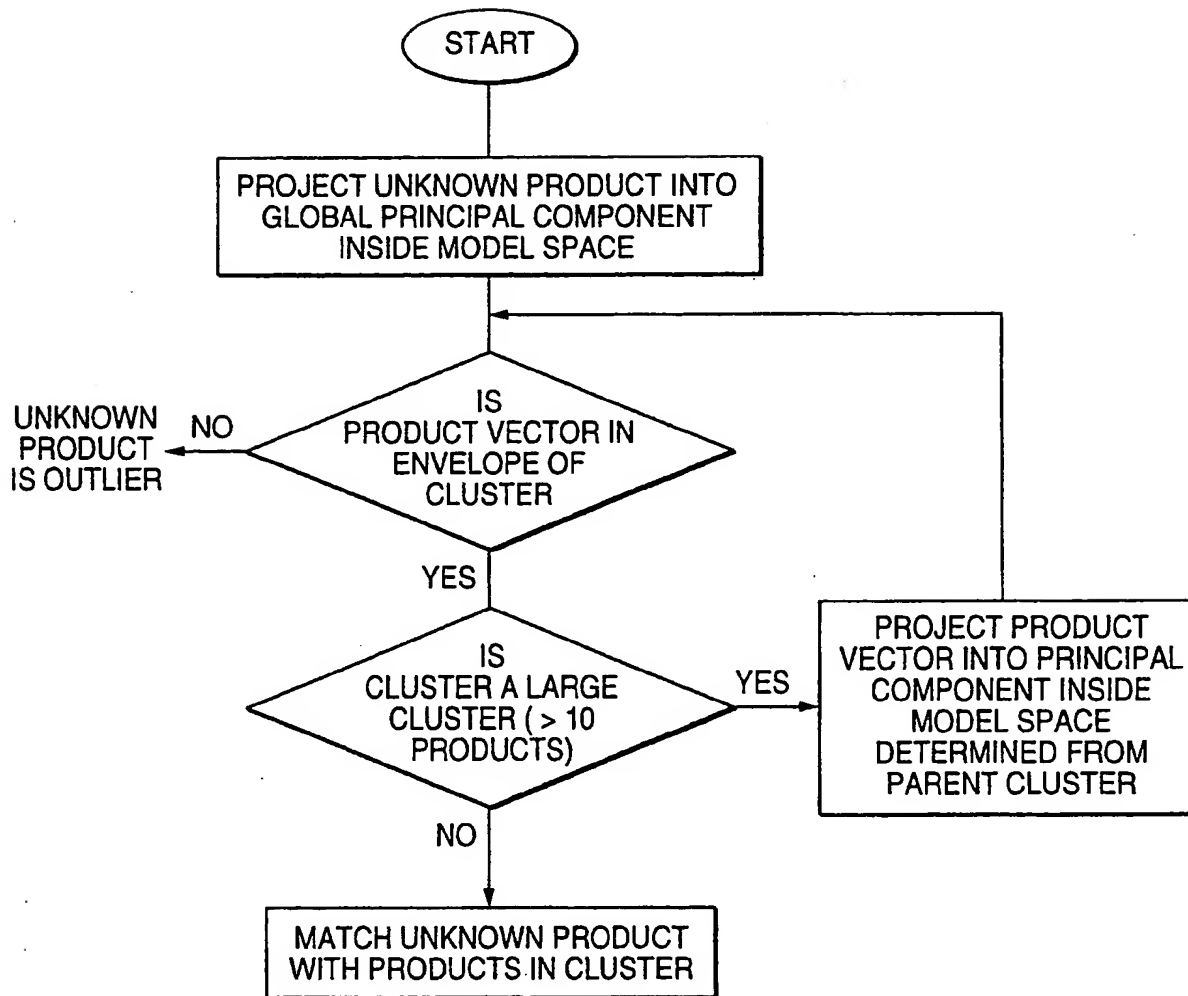 START
PROJECT UNKNOWN PRODUCT INTO
GLOBAL PRINCIPAL COMPONENT
INSIDE MODEL SPACE
IS
PRODUCT VECTOR IN
ENVELOPE OF
CLUSTER
NO
UNKNOWN
PRODUCT
IS OUTLIER
YES
IS
CLUSTER A LARGE
CLUSTER ( > 10
PRODUCTS)
YES
PROJECT PRODUCT
VECTOR INTO PRINCIPAL
COMPONENT INSIDE
MODEL SPACE
DETERMINED FROM
PARENT CLUSTER
NO
MATCH UNKNOWN PRODUCT
WITH PRODUCTS IN CLUSTER